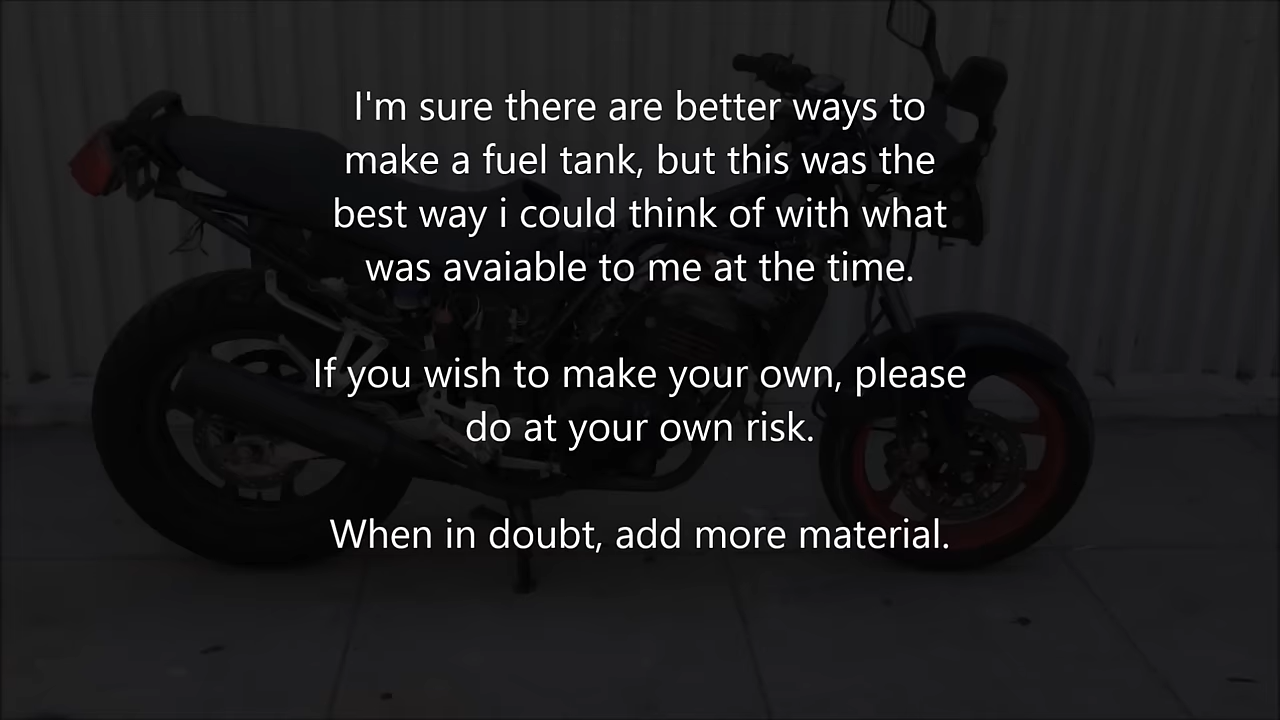 I'm sure there are better ways to
make a fuel tank, but this was the
best way i could think of with what
was avaiable to me at the time.
If you wish to make your own, please
do at your own risk.
When in doubt, add more material.